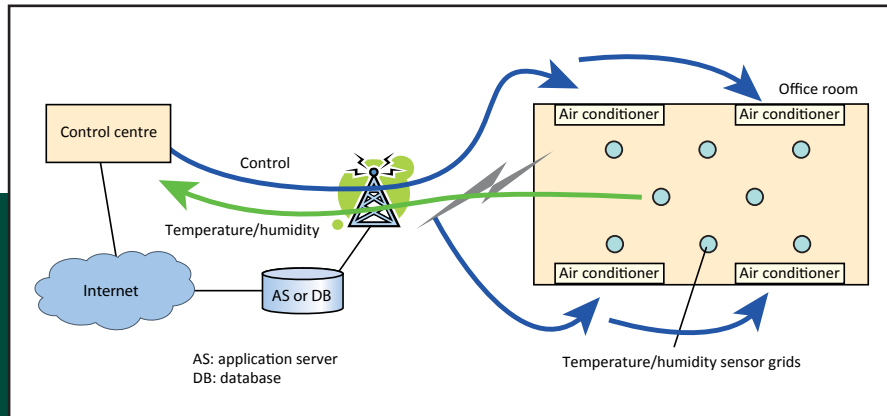 Office room
Air conditioner
Air conditioner
Control centre
Control
Temperature/humidity
Internet
AS or DB
Air conditioner
Air conditioner
AS: application server
DB: database
Temperature/humidity sensor grids